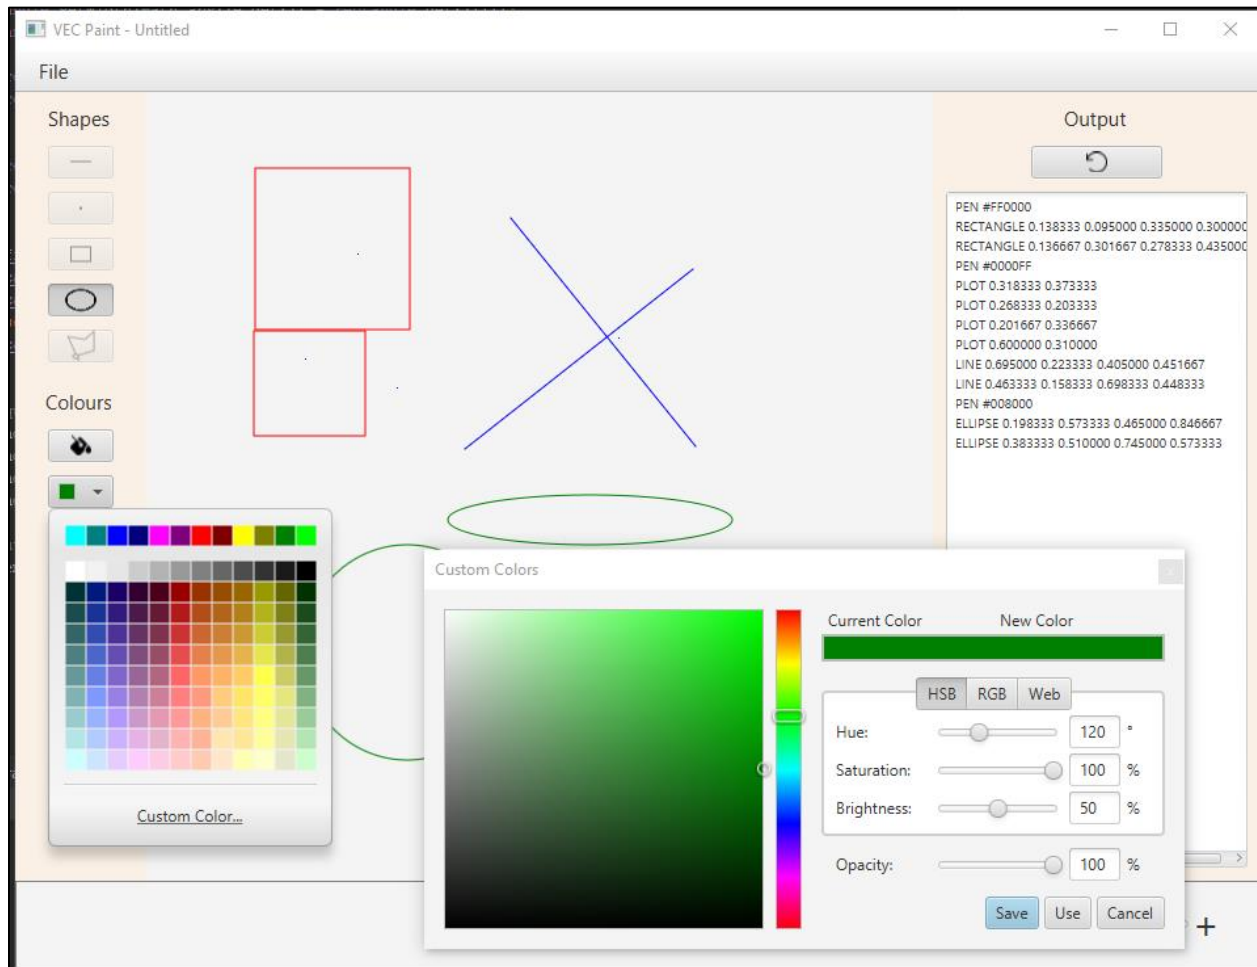 VEC Paint - Untitled
File
Shapes
Colours
Output
PEN #FF0000
RECTANGLE 0.138333 0.095000 0.335000 0.300000
RECTANGLE 0.136667 0.301667 0.278333 0.435000
PEN #0000FF
PLOT 0.318333 0.373333
PLOT 0.268333 0.203333
PLOT 0.201667 0.336667
PLOT 0.600000 0.310000
LINE 0.695000 0.223333 0.405000 0.451667
LINE 0.463333 0.158333 0.698333 0.448333
PEN #008000
ELLIPSE 0.198333 0.573333 0.465000 0.846667
ELLIPSE 0.383333 0.510000 0.745000 0.573333
Custom Color...
Custom Colors
Current Color New Color
HSB RGB Web
Hue: 120 °
Saturation: 100 %
Brightness: 50 %
Opacity: 100 %
Save Use Cancel
+